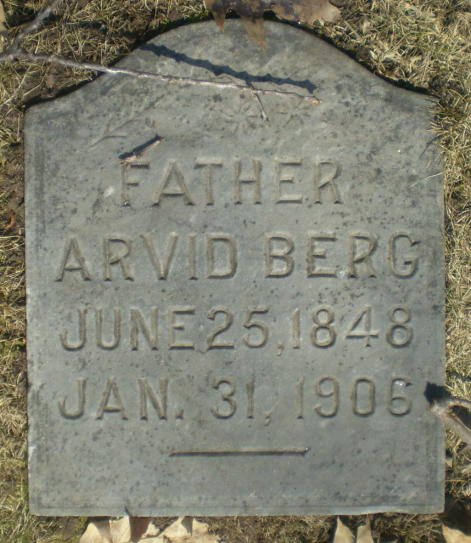 FATHER
ARVID BERG
JUNE 25, 1848
JAN. 31, 1906